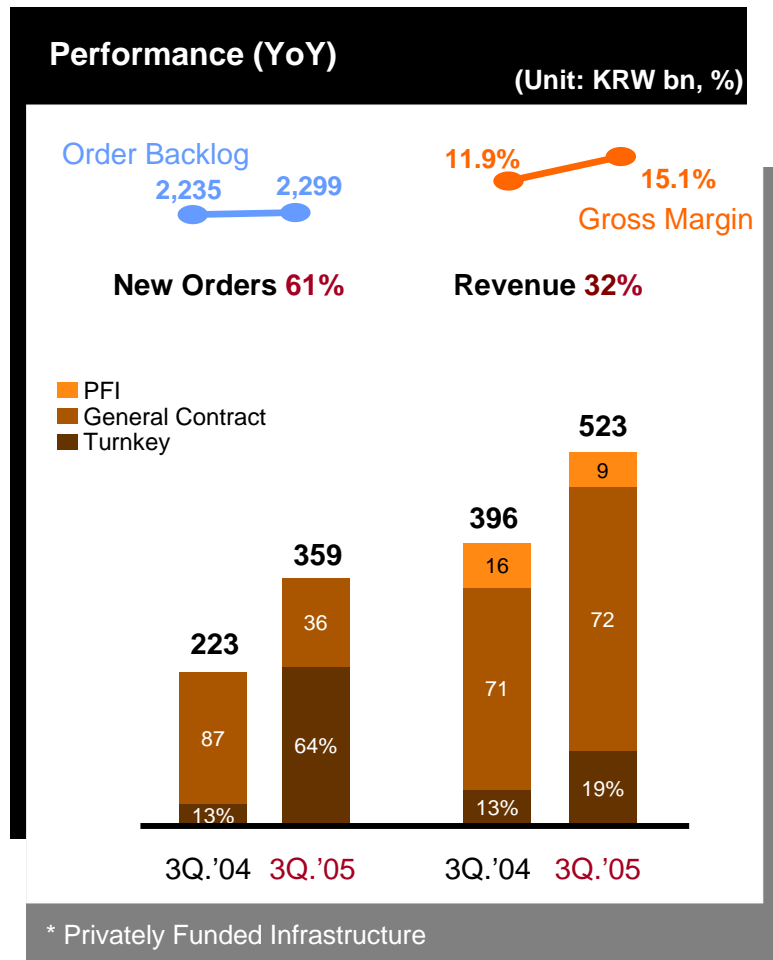 Performance (YoY)
(Unit: KRW bn, %)
Order Backlog
2,235
2,299
11.9%
15.1%
Gross Margin
New Orders 61%
Revenue 32%
PFI
General Contract
Turnkey
223
87
13%
359
36
64%
396
16
71
13%
523
9
72
19%
3Q.’04
3Q.’05
3Q.’04
3Q.’05
* Privately Funded Infrastructure